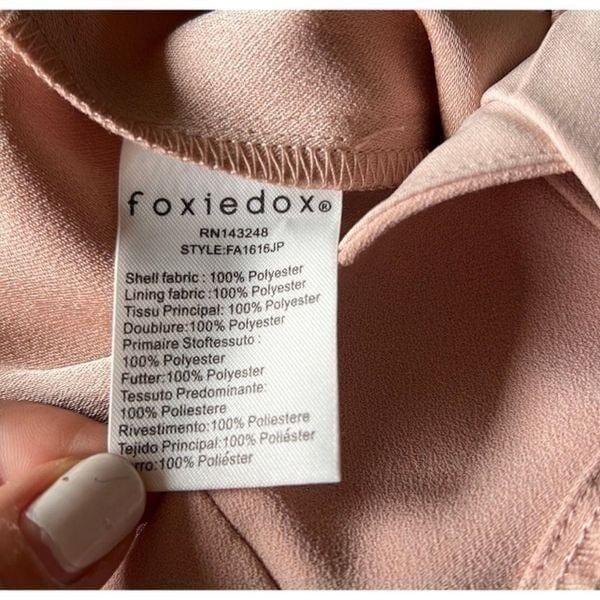 foxiedox®
RN143248
STYLE:FA1616JP
Shell fabric : 100% Polyester
Lining fabric : 100% Polyester
Tissu Principal: 100% Polyester
Doublure:100% Polyester
Primaire Stoftessuto :
100% Polyester
Futter:100% Polyester
Tessuto Predominante:
100% Poliestere
Rivestimento:100% Poliestere
Tejido Principal:100% Poliéster
rro:100% Poliéster